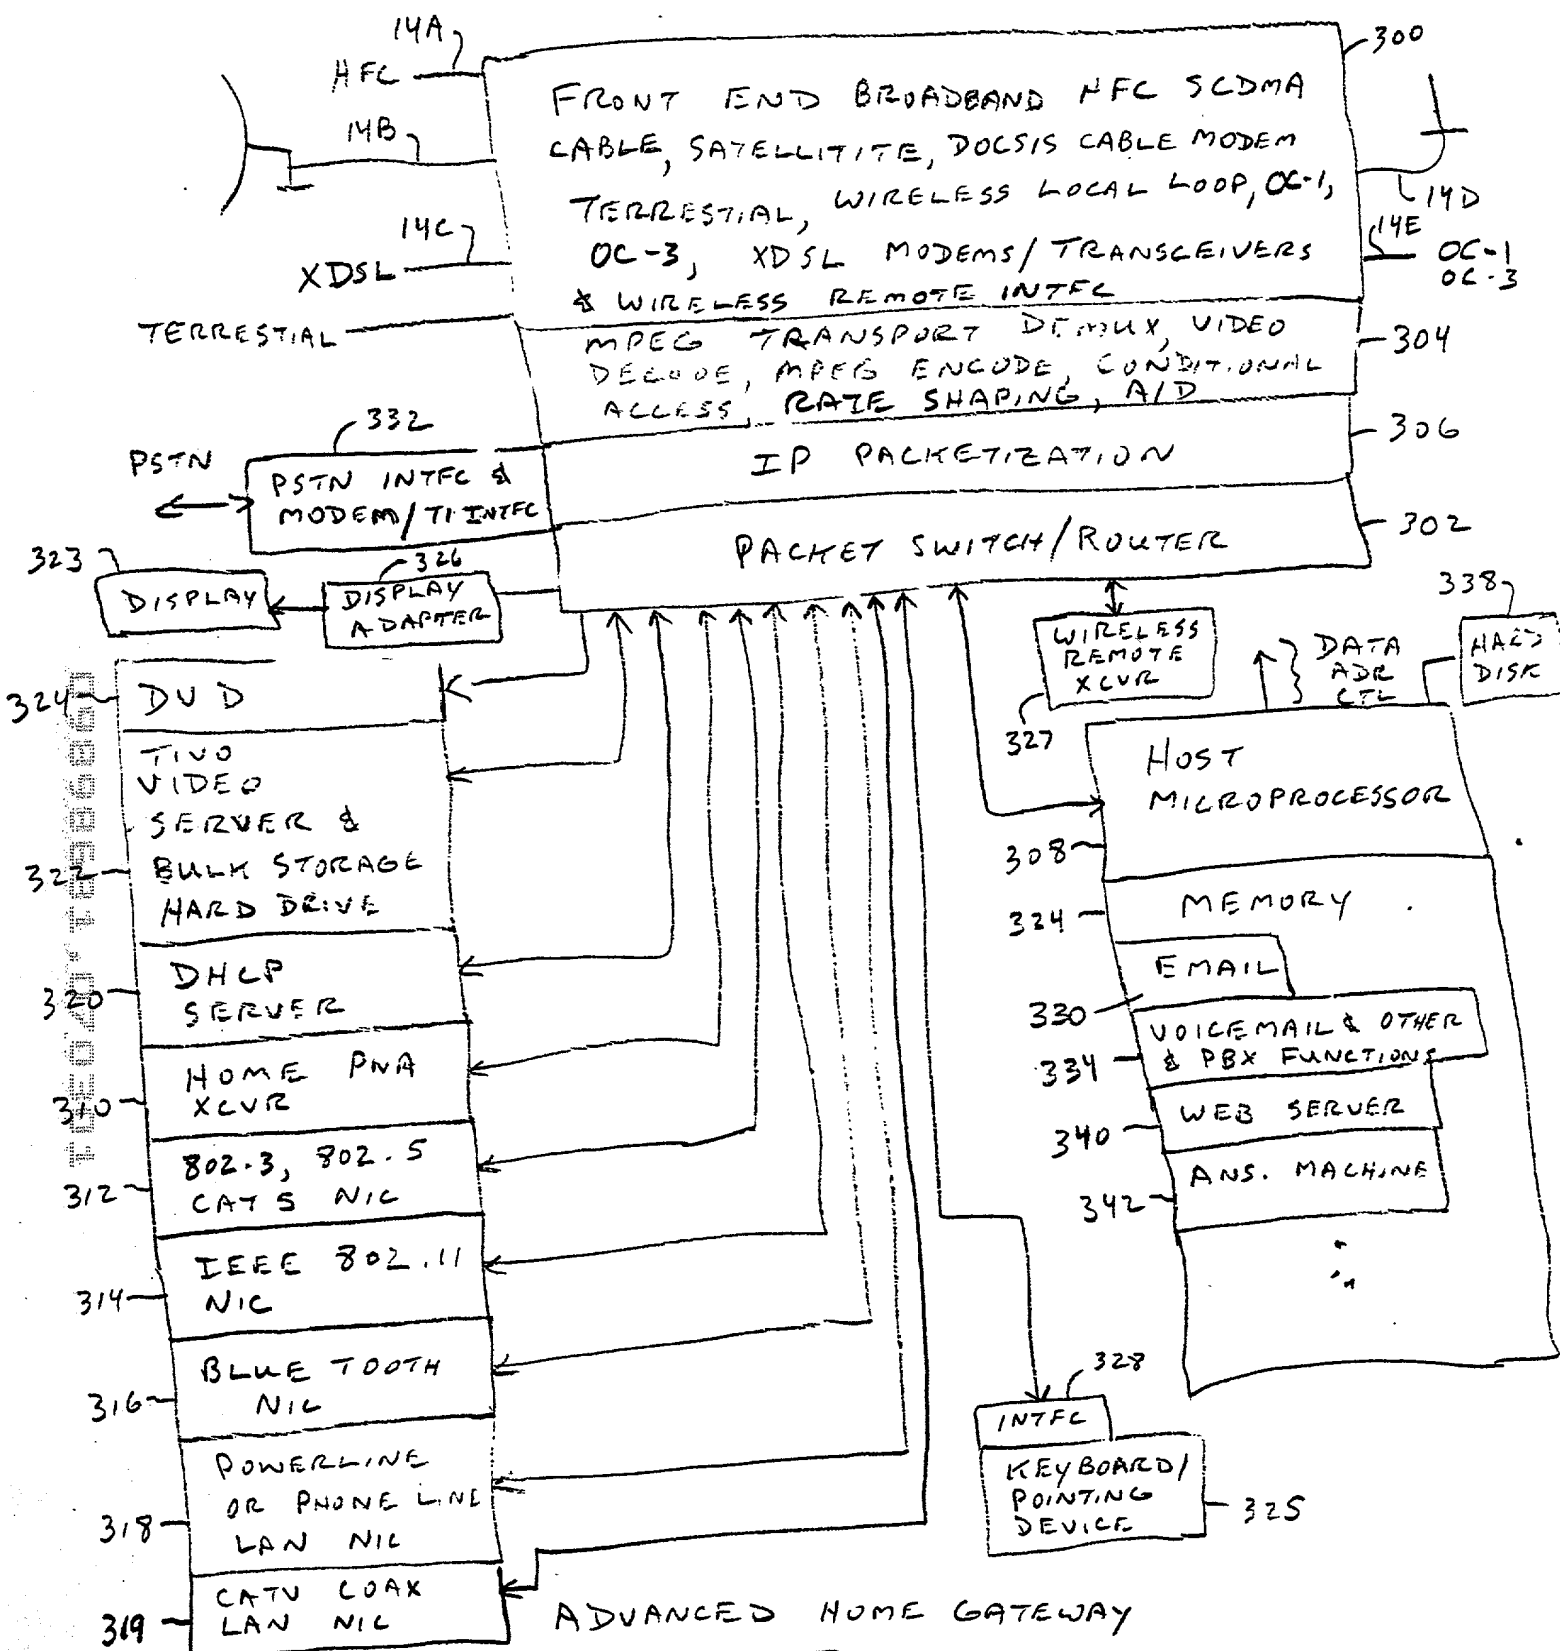 14A
HFC
300
FRONT END BROADBAND HFC SCDMA
CABLE, SATELLITITE, DOCSIS CABLE MODEM
TERRESTIAL, WIRELESS LOCAL LOOP, OC-1,
OC-3, XDSL MODEMS/TRANSCEIVERS
& WIRELESS REMOTE INTFC
14B
14C
XDSL
14D
14E
OC-1
OC-3
TERRESTIAL
MPEG TRANSPORT DEMUX, VIDEO
DECODE, MPEG ENCODE, CONDITIONAL
ACCESS, RATE SHAPING, A/D
304
332
PSTN
PSTN INTFC &
MODEM/T1 INTFC
IP PACKETIZATION
306
PACKET SWITCH/ROUTER
302
323
DISPLAY
326
DISPLAY
ADAPTER
WIRELESS
REMOTE
XCVR
327
DATA
ADR
CTL
338
HARD
DISK
324
DVD
TIVO
VIDEO
SERVER &
BULK STORAGE
HARD DRIVE
322
DHCP
SERVER
320
HOME PNA
XCVR
310
802.3, 802.5
CAT 5 NIC
312
IEEE 802.11
NIC
314
BLUE TOOTH
NIC
316
POWERLINE
OR PHONE LINE
LAN NIC
318
CATV COAX
LAN NIC
319
HOST
MICROPROCESSOR
308
MEMORY
324
EMAIL
330
VOICEMAIL & OTHER
& PBX FUNCTIONS
334
WEB SERVER
340
ANS. MACHINE
342
328
INTFC
KEYBOARD/
POINTING
DEVICE
325
ADVANCED HOME GATEWAY